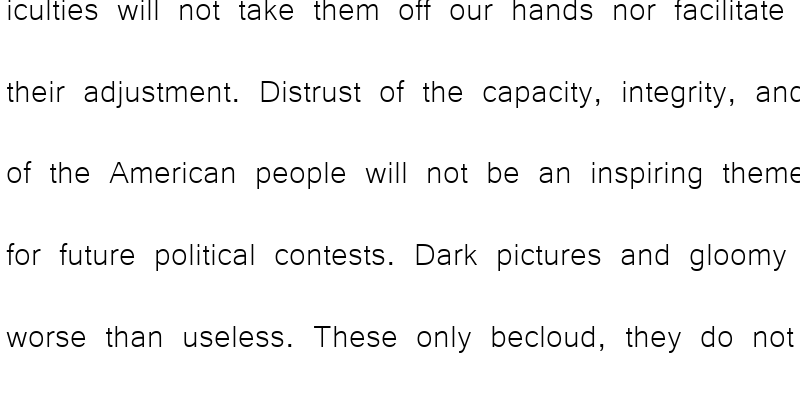 iculties will not take them off our hands nor facilitate
their adjustment. Distrust of the capacity, integrity, and
of the American people will not be an inspiring theme
for future political contests. Dark pictures and gloomy
worse than useless. These only becloud, they do not